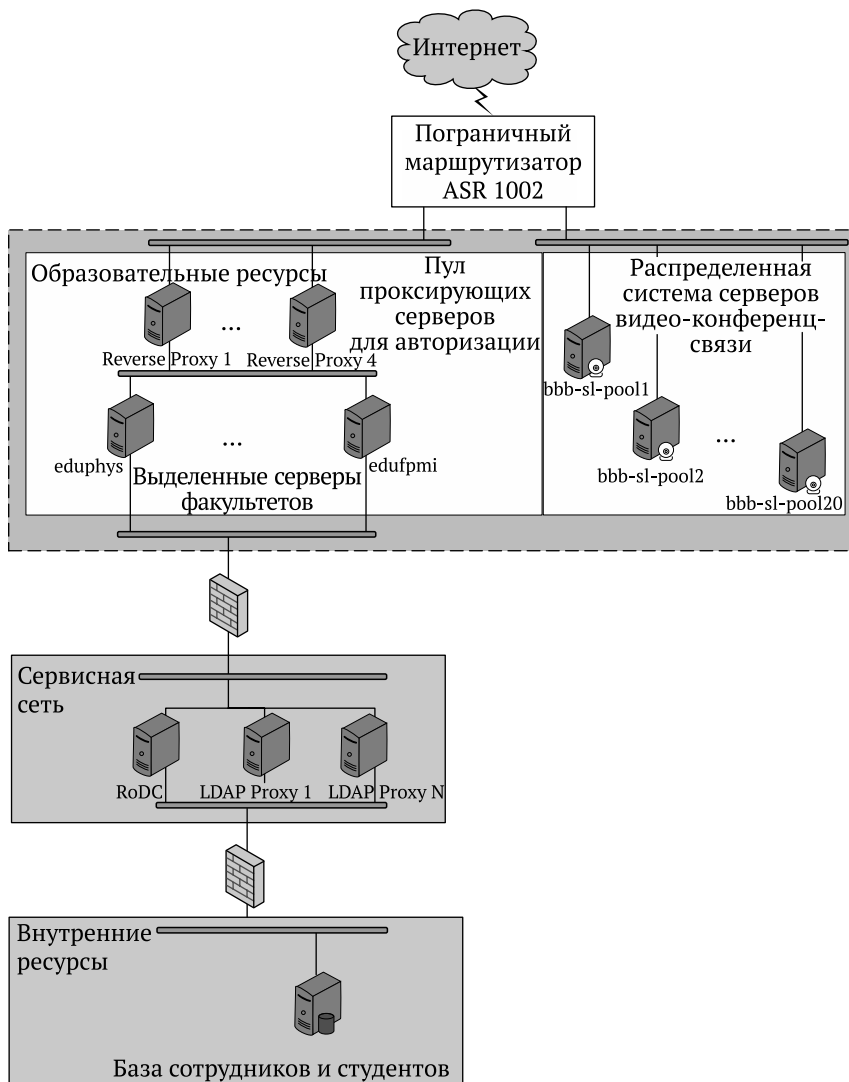 Интернет
Пограничный
маршрутизатор
ASR 1002
Образовательные ресурсы
Пул
проксирующих
серверов
для авторизации
Reverse Proxy 1
...
Reverse Proxy 4
eduphys
...
edufpmi
Выделенные серверы
факультетов
Распределенная
система серверов
видео-конференц-
связи
bbb-sl-pool1
bbb-sl-pool2
...
bbb-sl-pool20
Сервисная
сеть
RoDC
LDAP Proxy 1
LDAP Proxy N
Внутренние
ресурсы
База сотрудников и студентов